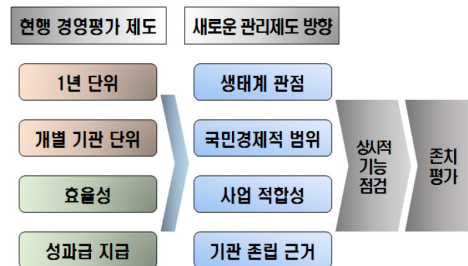 현행 경영평가 제도
새로운 관리제도 방향
1년 단위
생태계 관점
개별 기관 단위
국민경제적 범위
효율성
사업 적합성
성과급 지급
기관 존립 근거
상시적
기능
점검
존치
평가